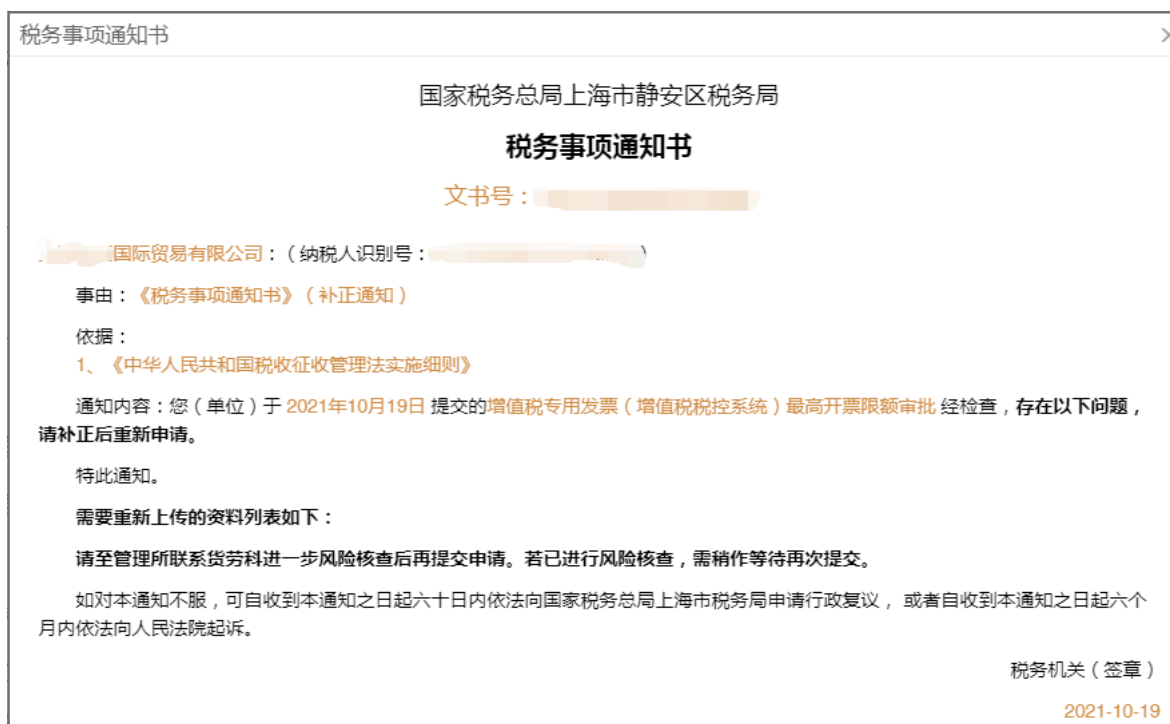 税务事项通知书
国家税务总局上海市静安区税务局
税务事项通知书
文书号：
国际贸易有限公司：（纳税人识别号：）
事由：《税务事项通知书》（补正通知）
依据：
1、《中华人民共和国税收征收管理法实施细则》
通知内容：您（单位）于 2021年10月19日 提交的增值税专用发票（增值税税控系统）最高开票限额审批 经检查，存在以下问题，
请补正后重新申请。
特此通知。
需要重新上传的资料列表如下：
请至管理所联系货劳科进一步风险核查后再提交申请。若已进行风险核查，需稍作等待再次提交。
如对本通知不服，可自收到本通知之日起六十日内依法向国家税务总局上海市税务局申请行政复议，或者自收到本通知之日起六个
月内依法向人民法院起诉。
税务机关（签章）
2021-10-19